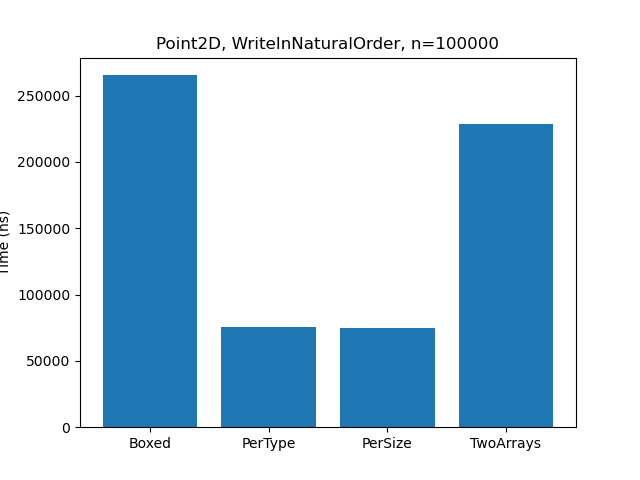 Point2D, WriteInNaturalOrder, n=100000
250000
200000
150000
100000
50000
0
Time (ns)
Boxed PerType PerSize TwoArrays